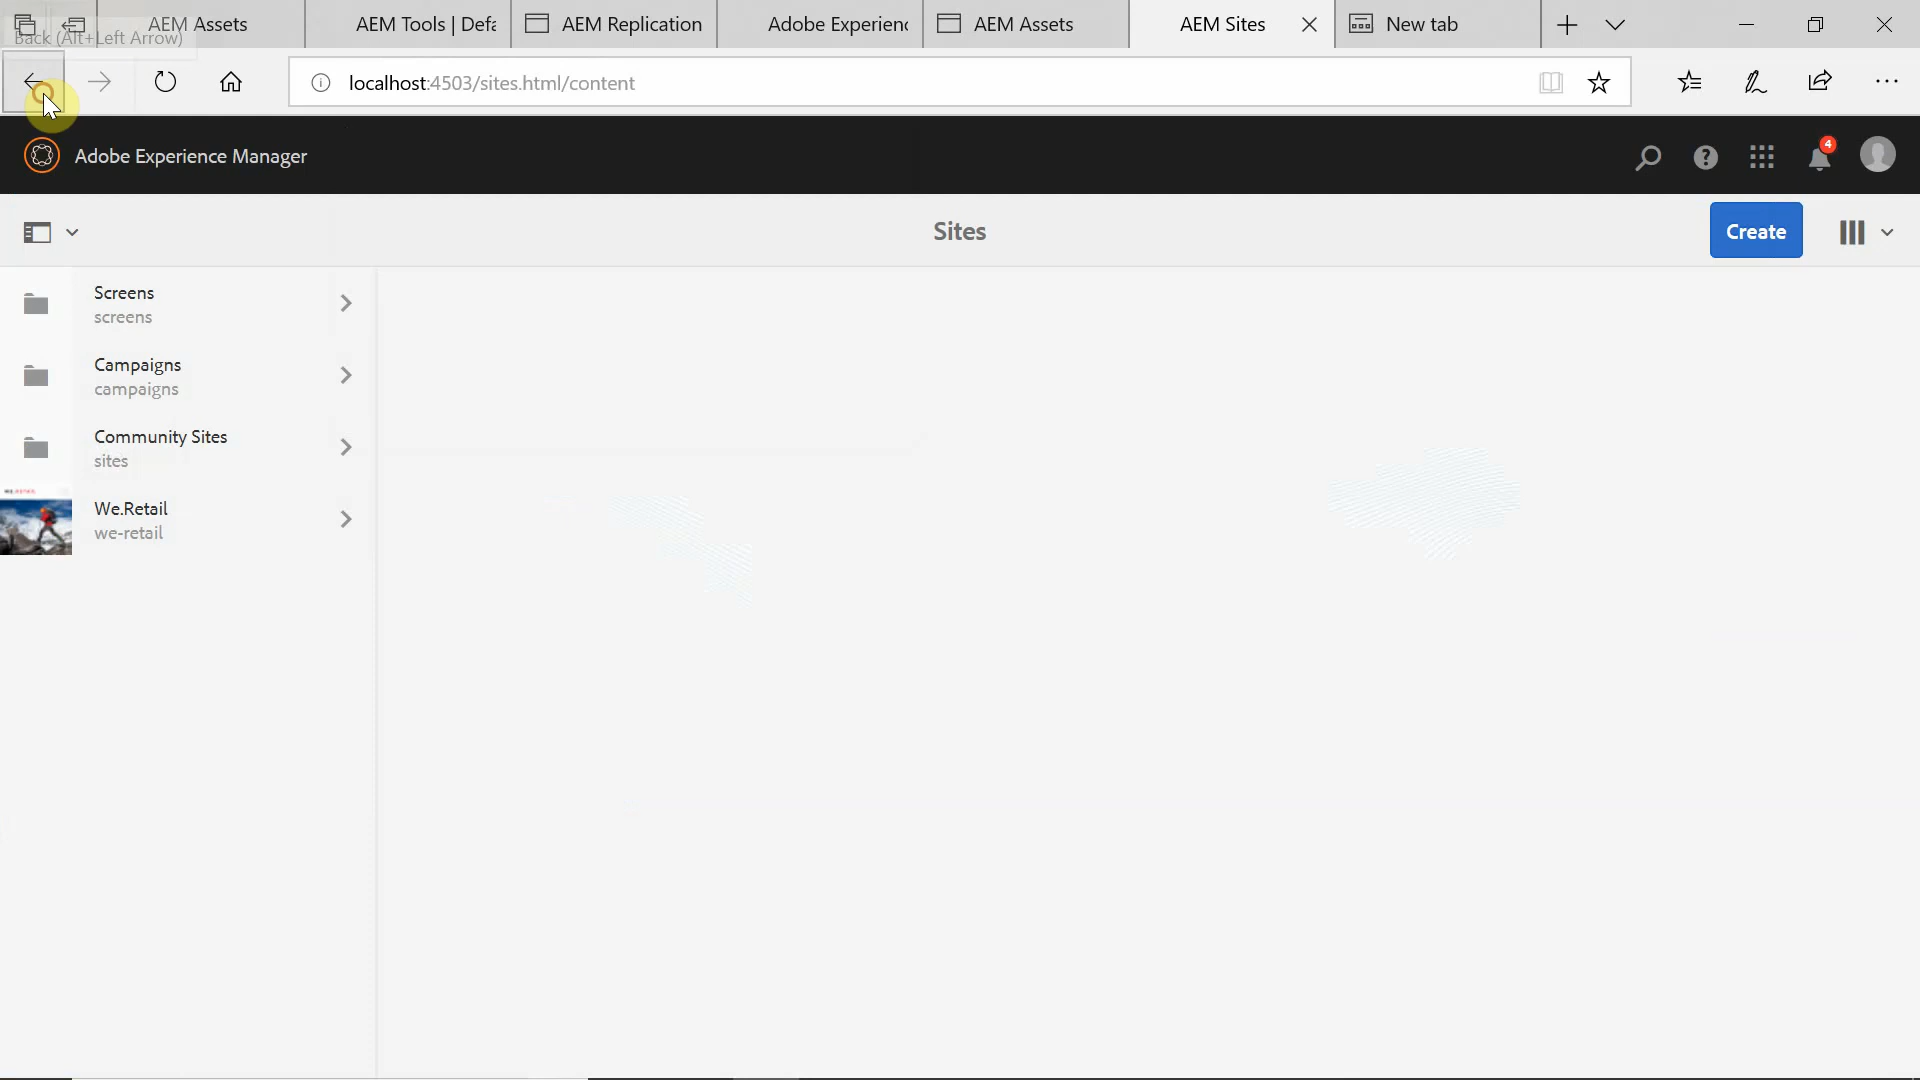 AEM Assets
AEM Tools | Defa
AEM Replication
Adobe Experienc
AEM Assets
AEM Sites
New tab
Back (Alt+Left Arrow)
localhost:4503/sites.html/content
Adobe Experience Manager
4
Sites
Create
Screens
screens
Campaigns
campaigns
Community Sites
sites
We.Retail
we-retail